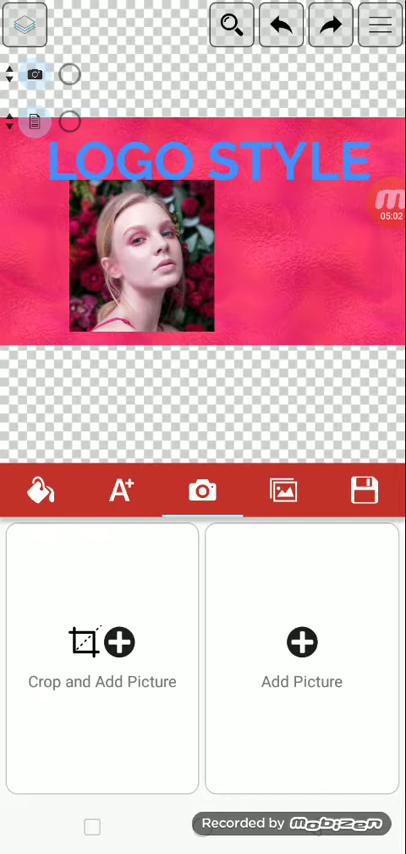 LOGO STYLE
05:02
Crop and Add Picture
Add Picture
Recorded by mobizen